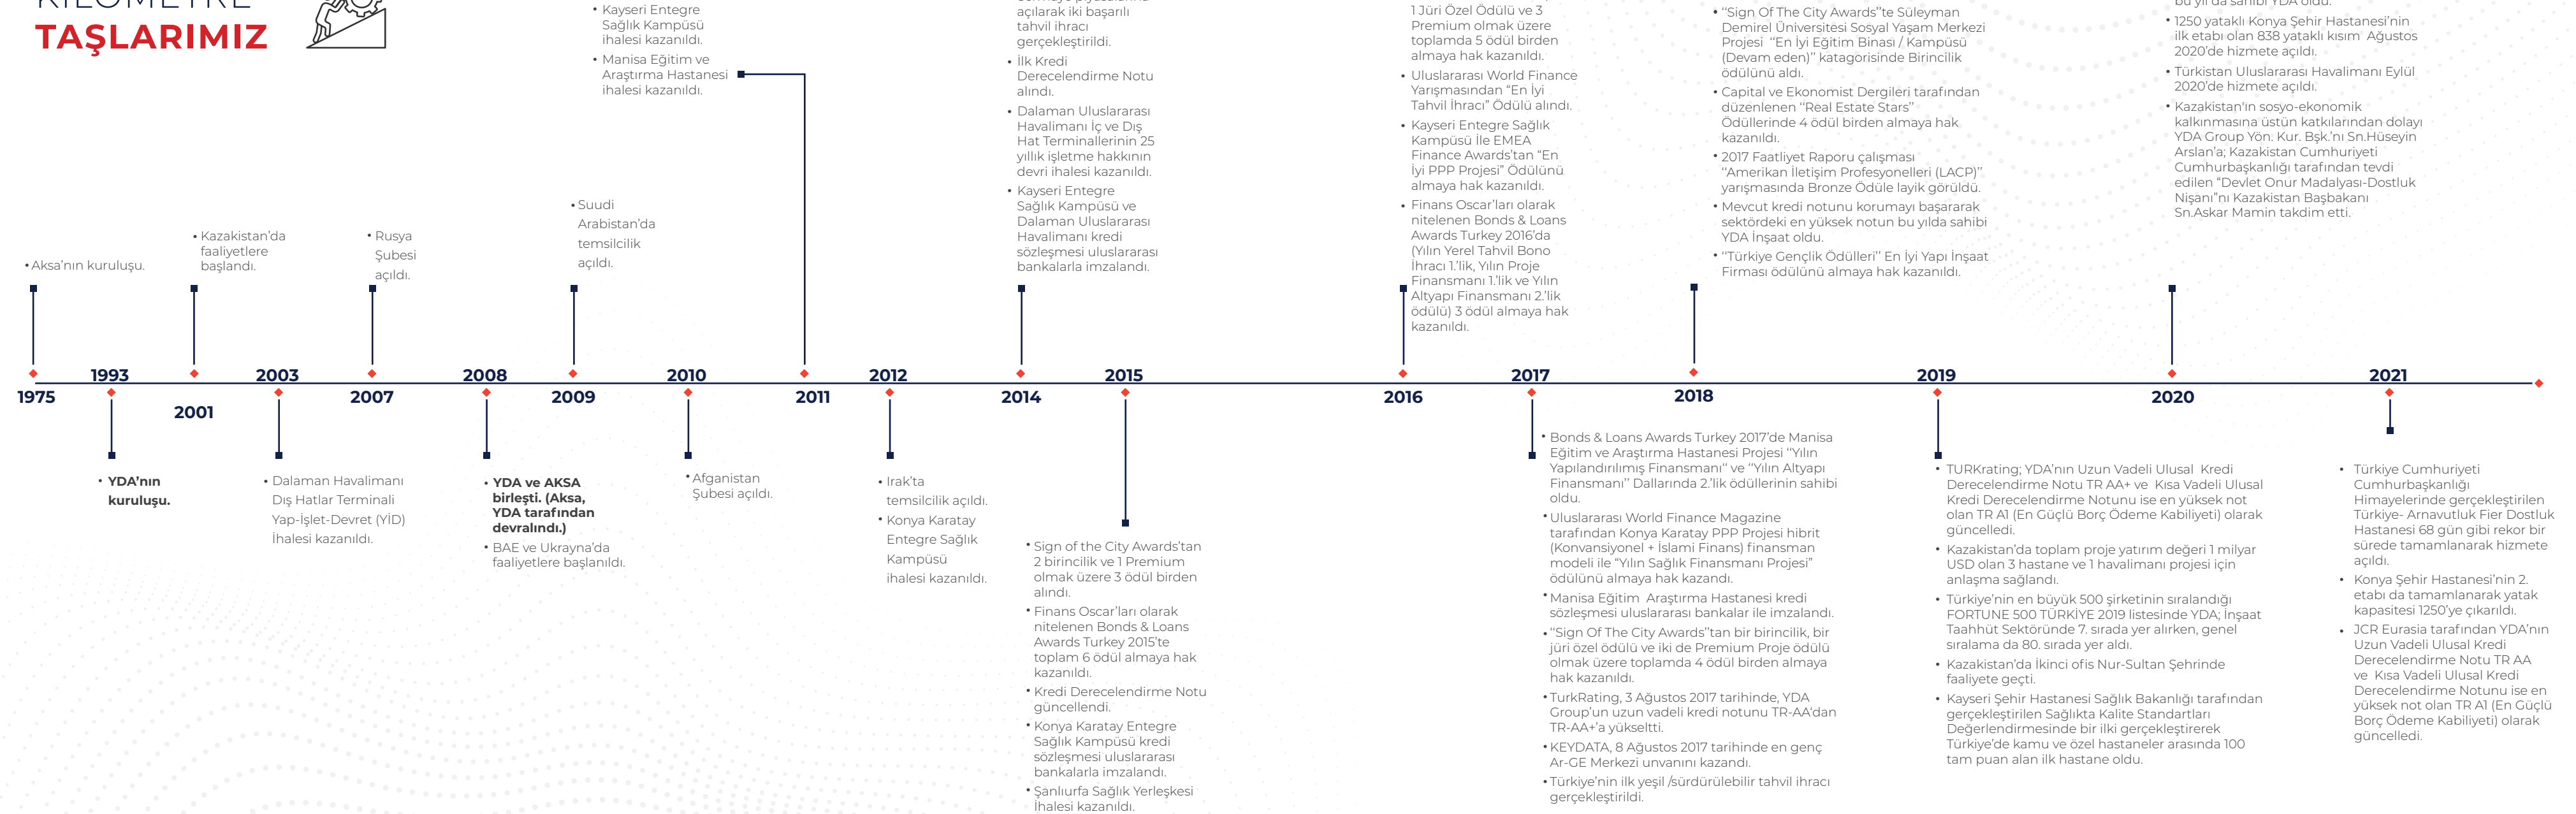 KİLOMETRE
TAŞLARIMIZ
• Aksa’nın kuruluşu.
1975
1993
• YDA’nın
kuruluşu.
• Kazakistan’da
faaliyetlere
başlandı.
2001
2003
• Dalaman Havalimanı
Dış Hatlar Terminali
Yap-İşlet-Devret (YİD)
İhalesi kazanıldı.
• Rusya
Şubesi
açıldı.
2007
2008
• YDA ve AKSA
birleşti. (Aksa,
YDA tarafından
devralındı.)
• BAE ve Ukrayna’da
faaliyetlere başlanıldı.
• Suudi
Arabistan’da
temsilcilik
açıldı.
2009
2010
• Afganistan
Şubesi açıldı.
• Kayseri Entegre
Sağlık Kampüsü
ihalesi kazanıldı.
• Manisa Eğitim ve
Araştırma Hastanesi
ihalesi kazanıldı.
2011
2012
• Irak’ta
temsilcilik açıldı.
• Konya Karatay
Entegre Sağlık
Kampüsü
ihalesi kazanıldı.
açılarak iki başarılı
tahvil ihracı
gerçekleştirildi.
• İlk Kredi
Derecelendirme Notu
alındı.
• Dalaman Uluslararası
Havalimanı İç ve Dış
Hat Terminallerinin 25
yıllık işletme hakkının
devri ihalesi kazanıldı.
• Kayseri Entegre
Sağlık Kampüsü ve
Dalaman Uluslararası
Havalimanı kredi
sözleşmesi uluslararası
bankalarla imzalandı.
2014
2015
• Sign of the City Awards’tan
2 birincilik ve 1 Premium
olmak üzere 3 ödül birden
alındı.
• Finans Oscar’ları olarak
nitelenen Bonds & Loans
Awards Turkey 2015’te
toplam 6 ödül almaya hak
kazanıldı.
• Kredi Derecelendirme Notu
güncellendi.
• Konya Karatay Entegre
Sağlık Kampüsü kredi
sözleşmesi uluslararası
bankalarla imzalandı.
• Şanlıurfa Sağlık Yerleşkesi
İhalesi kazanıldı.
1 Jüri Özel Ödülü ve 3
Premium olmak üzere
toplamda 5 ödül birden
almaya hak kazanıldı.
• Uluslararası World Finance
Yarışmasından “En İyi
Tahvil İhracı” Ödülü alındı.
• Kayseri Entegre Sağlık
Kampüsü İle EMEA
Finance Awards’tan “En
İyi PPP Projesi” Ödülünü
almaya hak kazanıldı.
• Finans Oscar’ları olarak
nitelenen Bonds & Loans
Awards Turkey 2016’da
(Yılın Yerel Tahvil Bono
İhracı 1.’lik, Yılın Proje
Finansmanı 1.’lik ve Yılın
Altyapı Finansmanı 2.’lik
ödülü) 3 ödül almaya hak
kazanıldı.
2016
2017
• Bonds & Loans Awards Turkey 2017’de Manisa
Eğitim ve Araştırma Hastanesi Projesi ‘‘Yılın
Yapılandırılımış Finansmanı‘‘ ve ‘‘Yılın Altyapı
Finansmanı’’ Dallarında 2.’lik ödüllerinin sahibi
oldu.
• Uluslararası World Finance Magazine
tarafından Konya Karatay PPP Projesi hibrit
(Konvansiyonel + İslami Finans) finansman
modeli ile “Yılın Sağlık Finansmanı Projesi”
ödülünü almaya hak kazandı.
• Manisa Eğitim  Araştırma Hastanesi kredi
sözleşmesi uluslararası bankalar ile imzalandı.
• ‘‘Sign Of The City Awards’’tan bir birincilik, bir
jüri özel ödülü ve iki de Premium Proje ödülü
olmak üzere toplamda 4 ödül birden almaya
hak kazanıldı.
• TurkRating, 3 Ağustos 2017 tarihinde, YDA
Group’un uzun vadeli kredi notunu TR-AA‘dan
TR-AA+’a yükseltti.
• KEYDATA, 8 Ağustos 2017 tarihinde en genç
Ar-GE Merkezi unvanını kazandı.
• Türkiye’nin ilk yeşil /sürdürülebilir tahvil ihracı
gerçekleştirildi.
• ‘‘Sign Of The City Awards’’te Süleyman
Demirel Üniversitesi Sosyal Yaşam Merkezi
Projesi  ‘‘En İyi Eğitim Binası / Kampüsü
(Devam eden)’’ katagorisinde Birincilik
ödülünü aldı.
• Capital ve Ekonomist Dergileri tarafından
düzenlenen ‘‘Real Estate Stars’’
Ödüllerinde 4 ödül birden almaya hak
kazanıldı.
• 2017 Faatliyet Raporu çalışması
‘‘Amerikan İletişim Profesyonelleri (LACP)’’
yarışmasında Bronze Ödüle layik görüldü.
• Mevcut kredi notunu korumayı başararak
sektördeki en yüksek notun bu yılda sahibi
YDA İnşaat oldu.
• ‘‘Türkiye Gençlik Ödülleri’’ En İyi Yapı İnşaat
Firması ödülünü almaya hak kazanıldı.
2018
2019
• TURKrating; YDA’nın Uzun Vadeli Ulusal  Kredi
Derecelendirme Notu TR AA+ ve  Kısa Vadeli Ulusal
Kredi Derecelendirme Notunu ise en yüksek not
olan TR A1 (En Güçlü Borç Ödeme Kabiliyeti) olarak
güncelledi.
• Kazakistan’da toplam proje yatırım değeri 1 milyar
USD olan 3 hastane ve 1 havalimanı projesi için
anlaşma sağlandı.
• Türkiye’nin en büyük 500 şirketinin sıralandığı
FORTUNE 500 TÜRKİYE 2019 listesinde YDA; İnşaat
Taahhüt Sektöründe 7. sırada yer alırken, genel
sıralama da 80. sırada yer aldı.
• Kazakistan’da İkinci ofis Nur-Sultan Şehrinde
faaliyete geçti.
• Kayseri Şehir Hastanesi Sağlık Bakanlığı tarafından
gerçekleştirilen Sağlıkta Kalite Standartları
Değerlendirmesinde bir ilki gerçekleştirerek
Türkiye’de kamu ve özel hastaneler arasında 100
tam puan alan ilk hastane oldu.
bu yıl da sahibi YDA oldu.
• 1250 yataklı Konya Şehir Hastanesi’nin
ilk etabı olan 838 yataklı kısım  Ağustos
2020’de hizmete açıldı.
• Türkistan Uluslararası Havalimanı Eylül
2020’de hizmete açıldı.
• Kazakistan'ın sosyo-ekonomik
kalkınmasına üstün katkılarından dolayı
YDA Group Yön. Kur. Bşk.’nı Sn.Hüseyin
Arslan’a; Kazakistan Cumhuriyeti
Cumhurbaşkanlığı tarafından tevdi
edilen “Devlet Onur Madalyası-Dostluk
Nişanı”nı Kazakistan Başbakanı
Sn.Askar Mamin takdim etti.
2020
2021
• Türkiye Cumhuriyeti
Cumhurbaşkanlığı
Himayelerinde gerçekleştirilen
Türkiye- Arnavutluk Fier Dostluk
Hastanesi 68 gün gibi rekor bir
sürede tamamlanarak hizmete
açıldı.
• Konya Şehir Hastanesi’nin 2.
etabı da tamamlanarak yatak
kapasitesi 1250’ye çıkarıldı.
• JCR Eurasia tarafından YDA’nın
Uzun Vadeli Ulusal Kredi
Derecelendirme Notu TR AA
ve  Kısa Vadeli Ulusal Kredi
Derecelendirme Notunu ise en
yüksek not olan TR A1 (En Güçlü
Borç Ödeme Kabiliyeti) olarak
güncelledi.